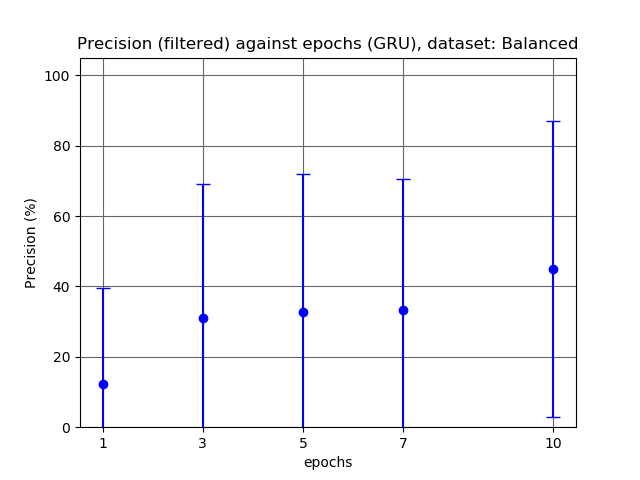 Precision (filtered) against epochs (GRU), dataset: Balanced
100
80
60
40
20
0
Precision (%)
1 3 5 7 10
epochs